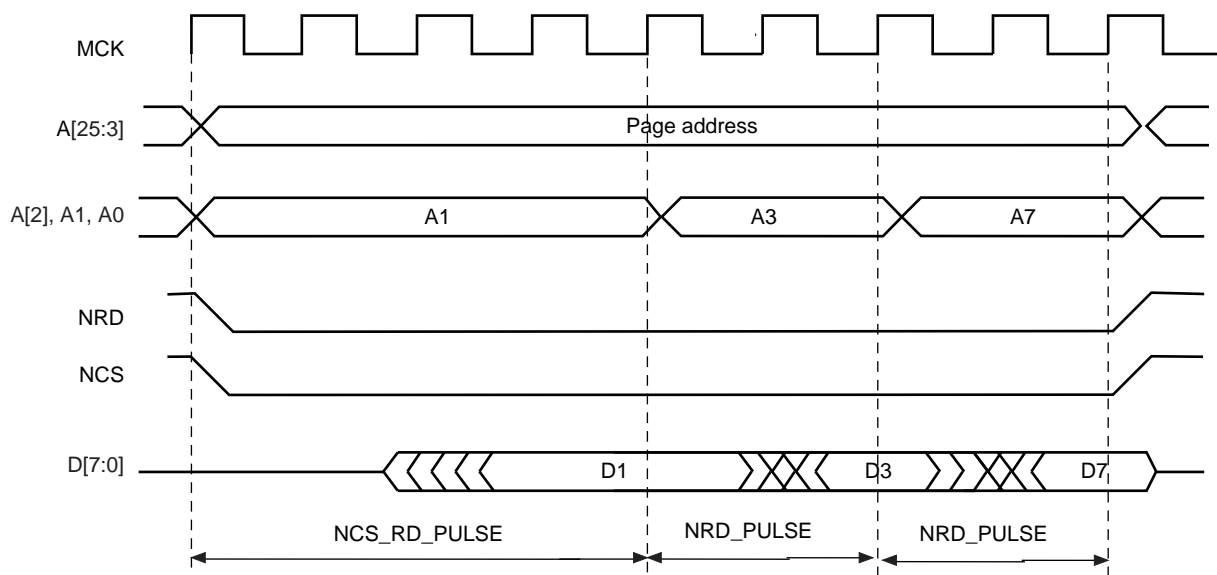 MCK
A[25:3]
Page address
A[2], A1, A0
A1
A3
A7
NRD
NCS
D[7:0]
D1
D3
D7
NCS_RD_PULSE
NRD_PULSE
NRD_PULSE